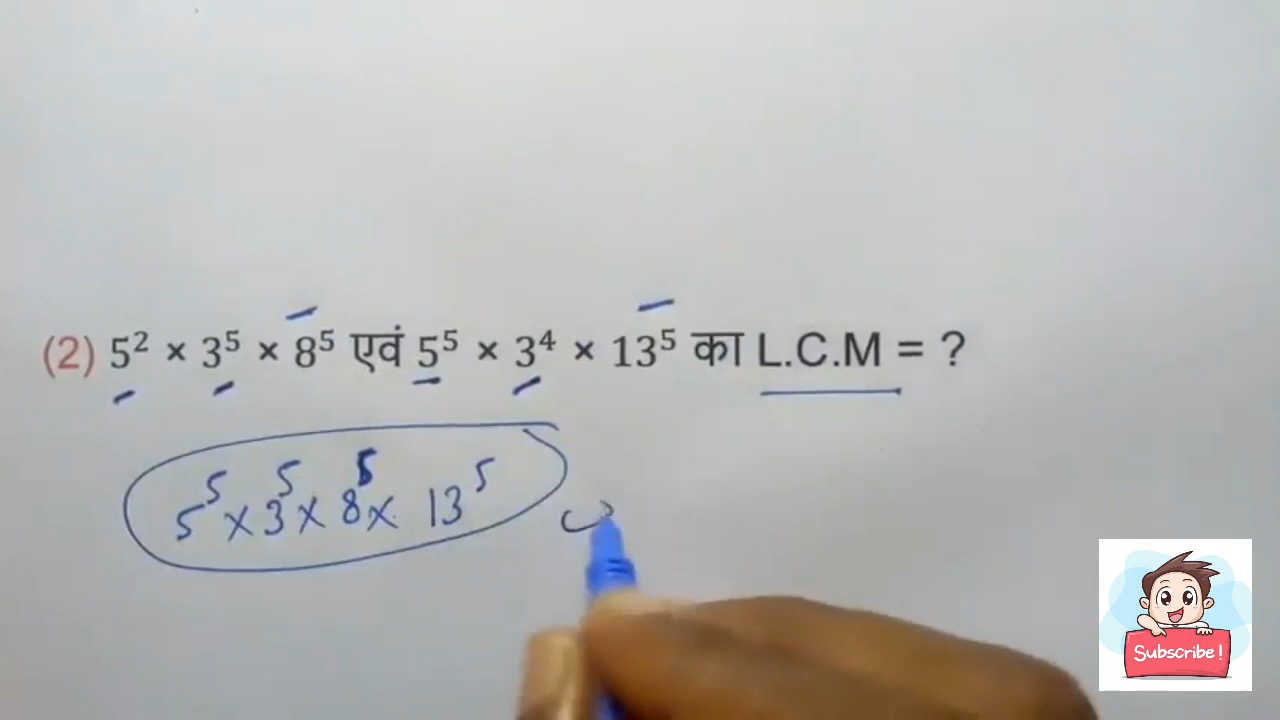 (2) 5² × 3⁵ × 8⁵ एवं 5⁵ × 3⁴ × 13⁵ का L.C.M = ?
5⁵ × 3⁵ × 8⁵ × 13⁵
Subscribe!